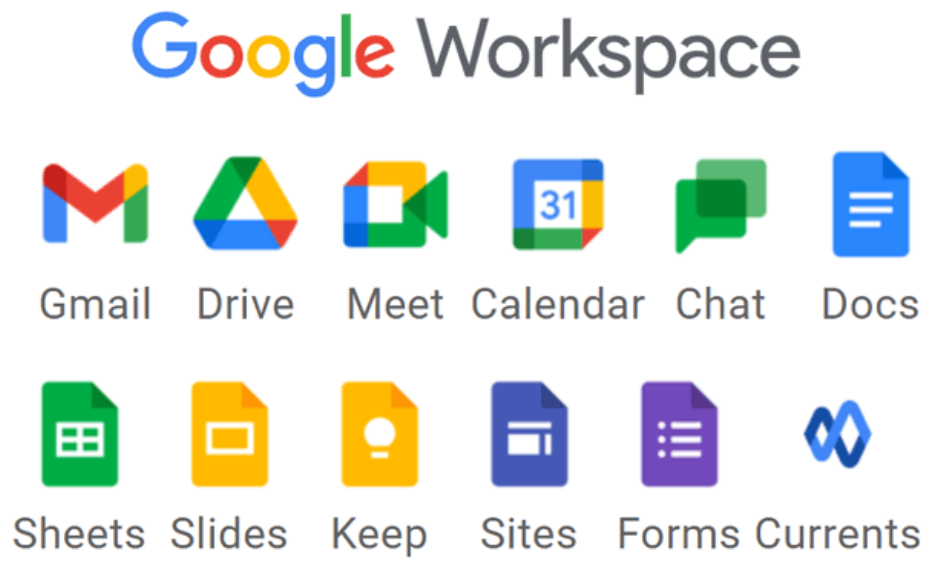 Google Workspace
31
Gmail Drive Meet Calendar Chat Docs
Sheets Slides Keep Sites Forms Currents